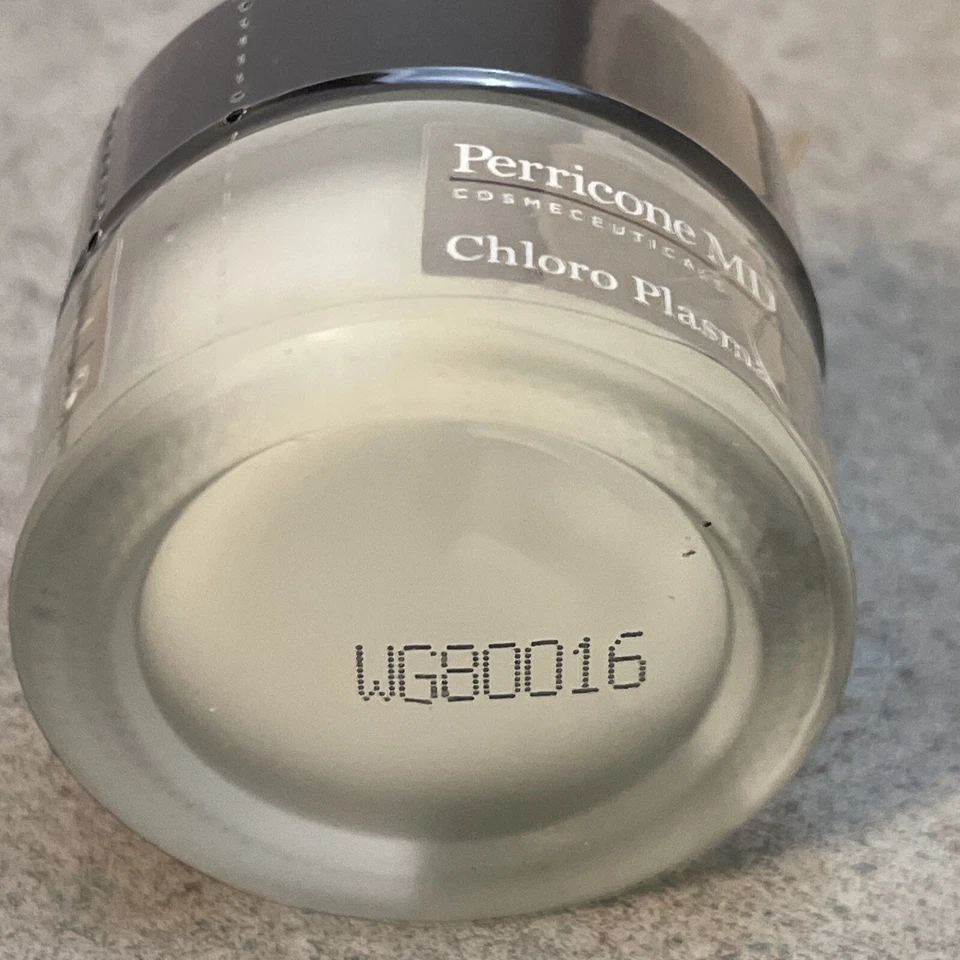 Perricone MD
COSMECEUTICALS
Chloro Plasma
WG80016